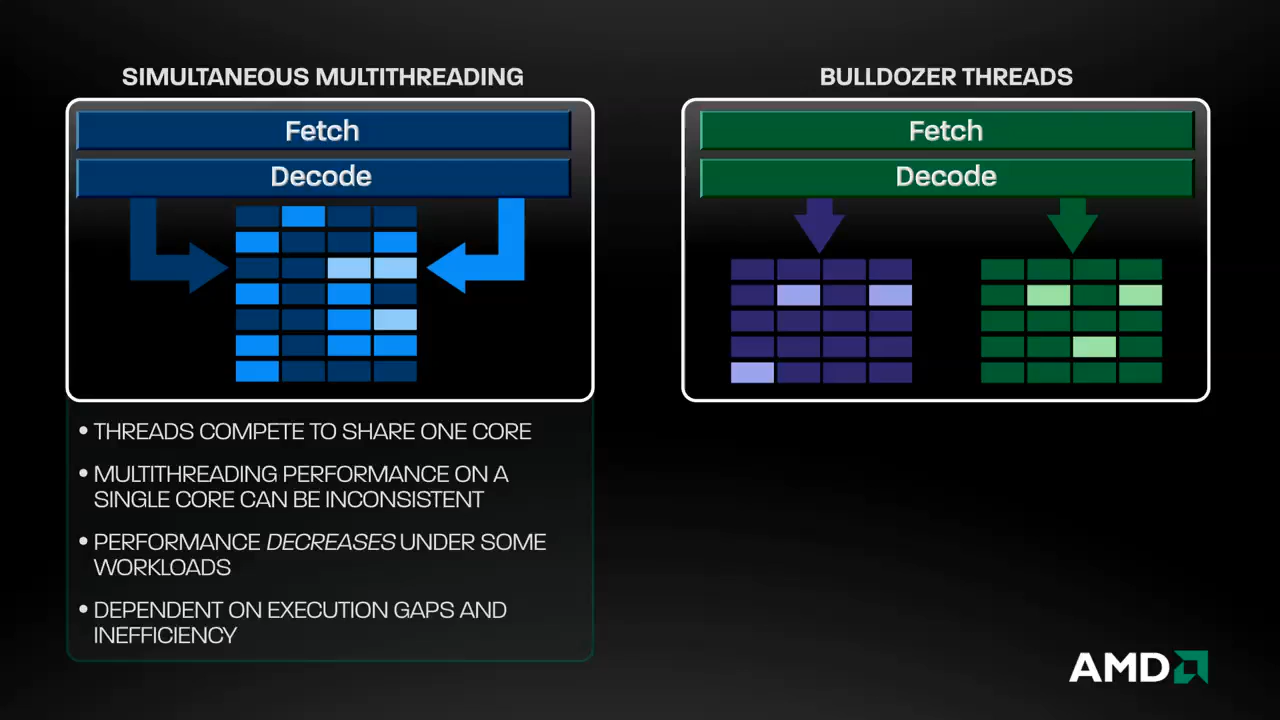 SIMULTANEOUS MULTITHREADING
Fetch
Decode
• THREADS COMPETE TO SHARE ONE CORE
• MULTITHREADING PERFORMANCE ON A
SINGLE CORE CAN BE INCONSISTENT
• PERFORMANCE DECREASES UNDER SOME
WORKLOADS
• DEPENDENT ON EXECUTION GAPS AND
INEFFICIENCY
BULLDOZER THREADS
Fetch
Decode
AMD